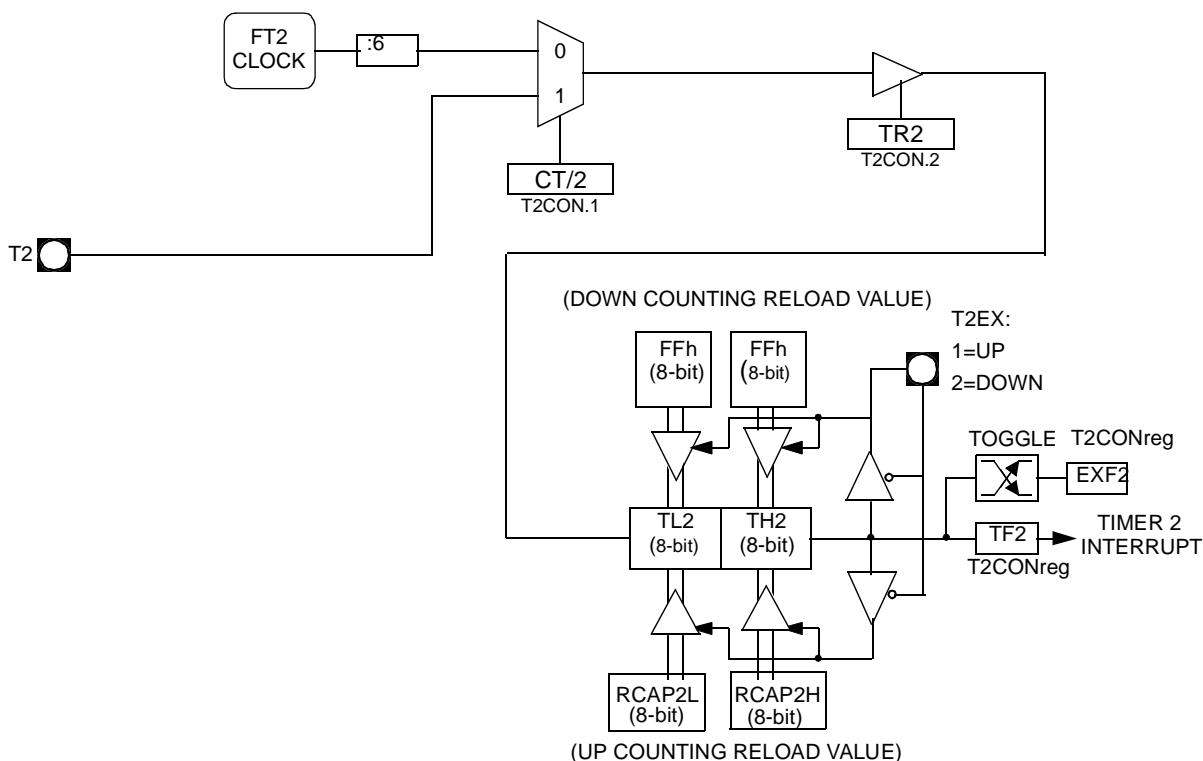 FT2
CLOCK
:6
0
1
TR2
T2CON.2
CT/2
T2CON.1
T2
(DOWN COUNTING RELOAD VALUE)
T2EX:
1=UP
2=DOWN
FFh
(8-bit)
FFh
(8-bit)
TOGGLE
T2CONreg
EXF2
TL2
(8-bit)
TH2
(8-bit)
TF2
T2CONreg
TIMER 2
INTERRUPT
RCAP2L
(8-bit)
RCAP2H
(8-bit)
(UP COUNTING RELOAD VALUE)